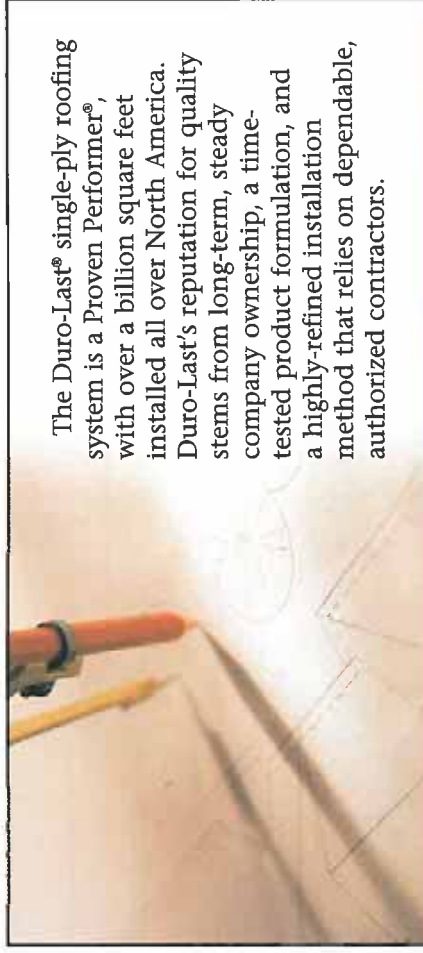 The Duro-Last® single-ply roofing
system is a Proven Performer®,
with over a billion square feet
installed all over North America.
Duro-Last's reputation for quality
stems from long-term, steady
company ownership, a time-
tested product formulation, and
a highly-refined installation
method that relies on dependable,
authorized contractors.